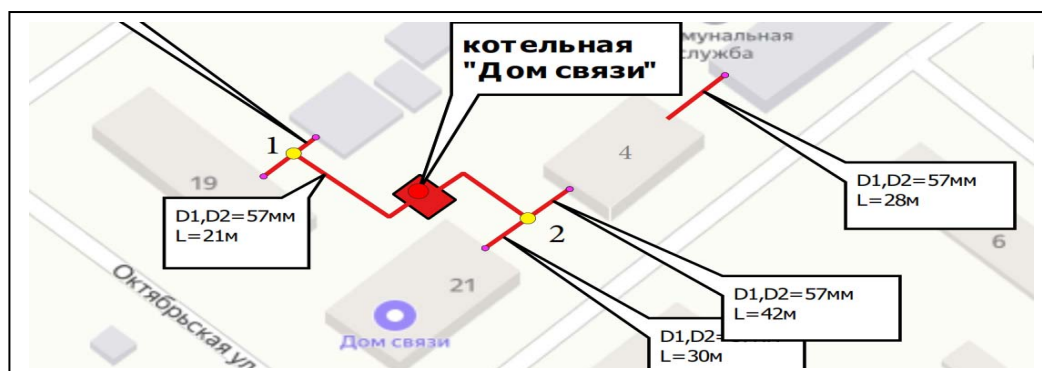 мунальная
служба
котельная
"Дом связи"
1
4
19
D1,D2=57мм
L=21м
D1,D2=57мм
L=28м
2
6
21
Октябрьская ул
Дом связи
D1,D2=57мм
L=42м
D1,D2=
L=30м